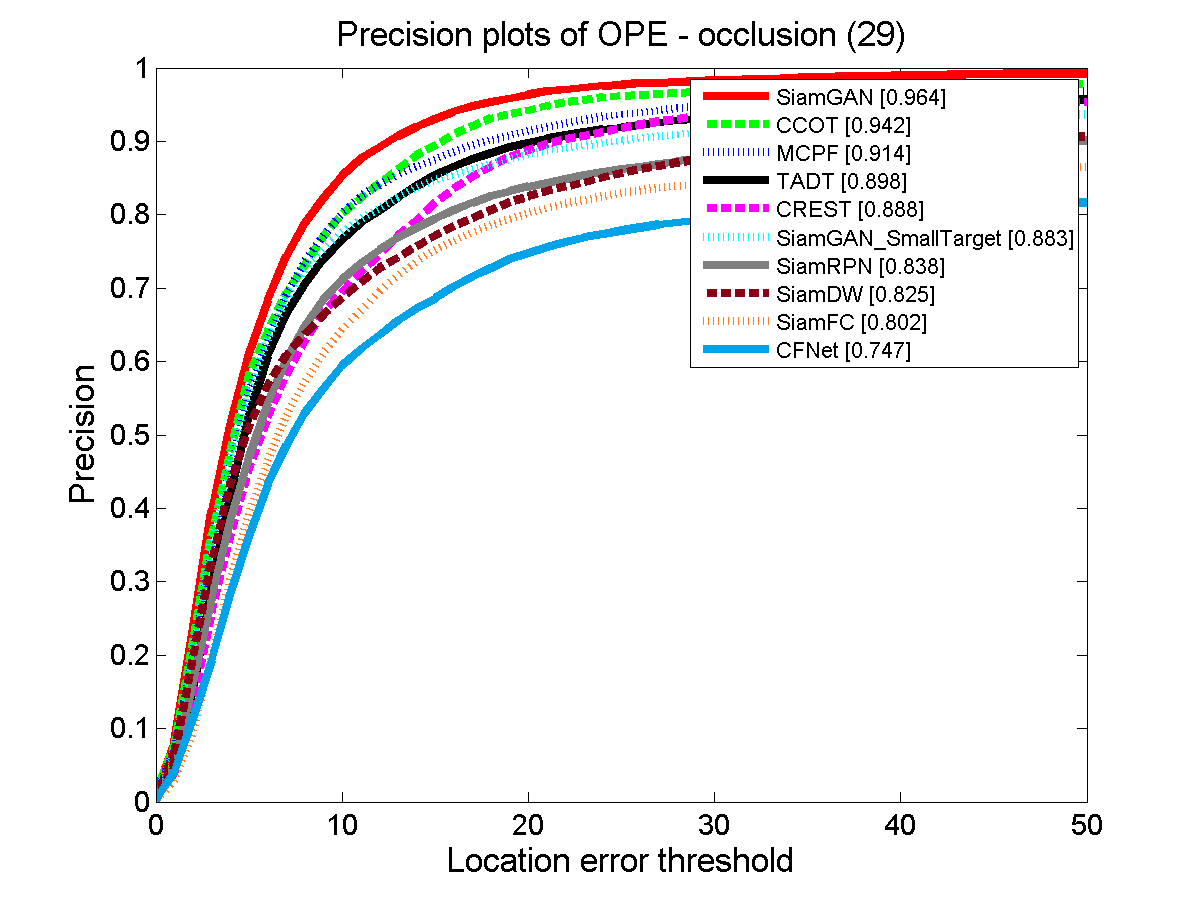 Precision plots of OPE - occlusion (29)
1
0.9
0.8
0.7
0.6
0.5
0.4
0.3
0.2
0.1
0
Precision
SiamGAN [0.964]
CCOT [0.942]
MCPF [0.914]
TADT [0.898]
CREST [0.888]
SiamGAN_SmallTarget [0.883]
SiamRPN [0.838]
SiamDW [0.825]
SiamFC [0.802]
CFNet [0.747]
0 10 20 30 40 50
Location error threshold